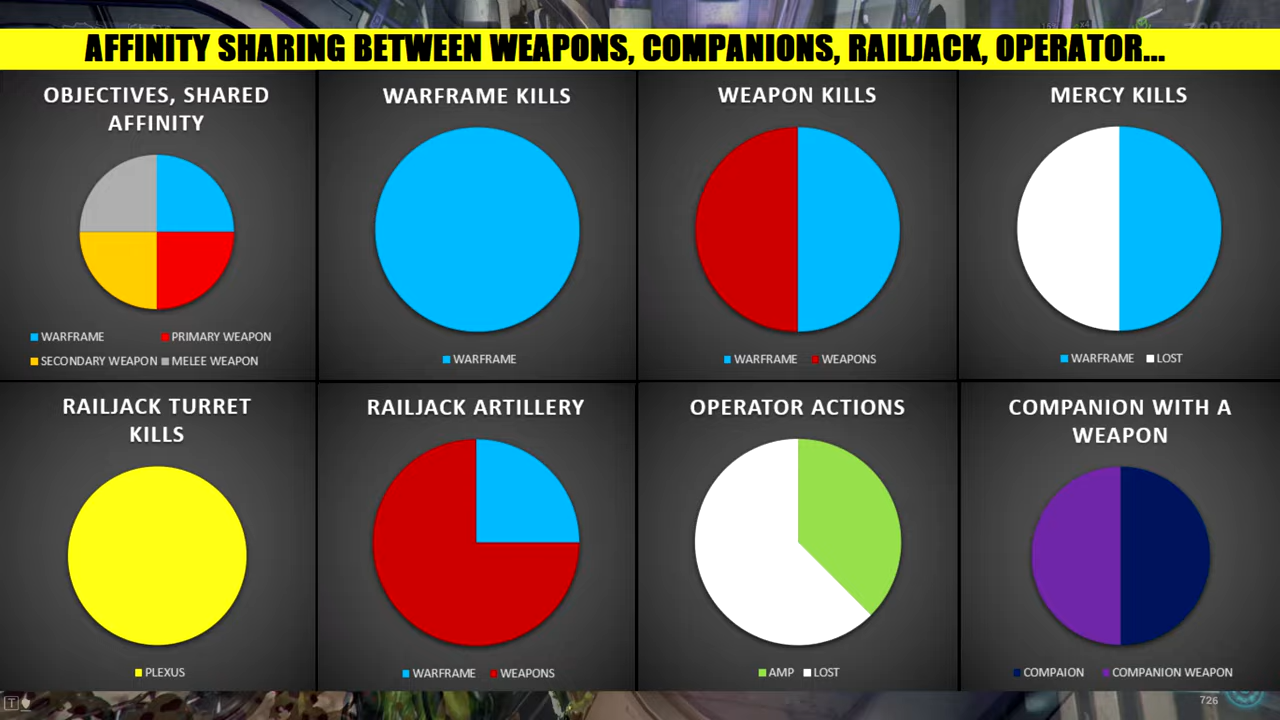 AFFINITY SHARING BETWEEN WEAPONS, COMPANIONS, RAILJACK, OPERATOR...
OBJECTIVES, SHARED
AFFINITY
WARFRAME
PRIMARY WEAPON
SECONDARY WEAPON
MELEE WEAPON
WARFRAME KILLS
WARFRAME
WEAPON KILLS
WARFRAME
WEAPONS
MERCY KILLS
WARFRAME
LOST
RAILJACK TURRET
KILLS
PLEXUS
RAILJACK ARTILLERY
WARFRAME
WEAPONS
OPERATOR ACTIONS
AMP
LOST
COMPANION WITH A
WEAPON
COMPAION
COMPANION WEAPON
T
726